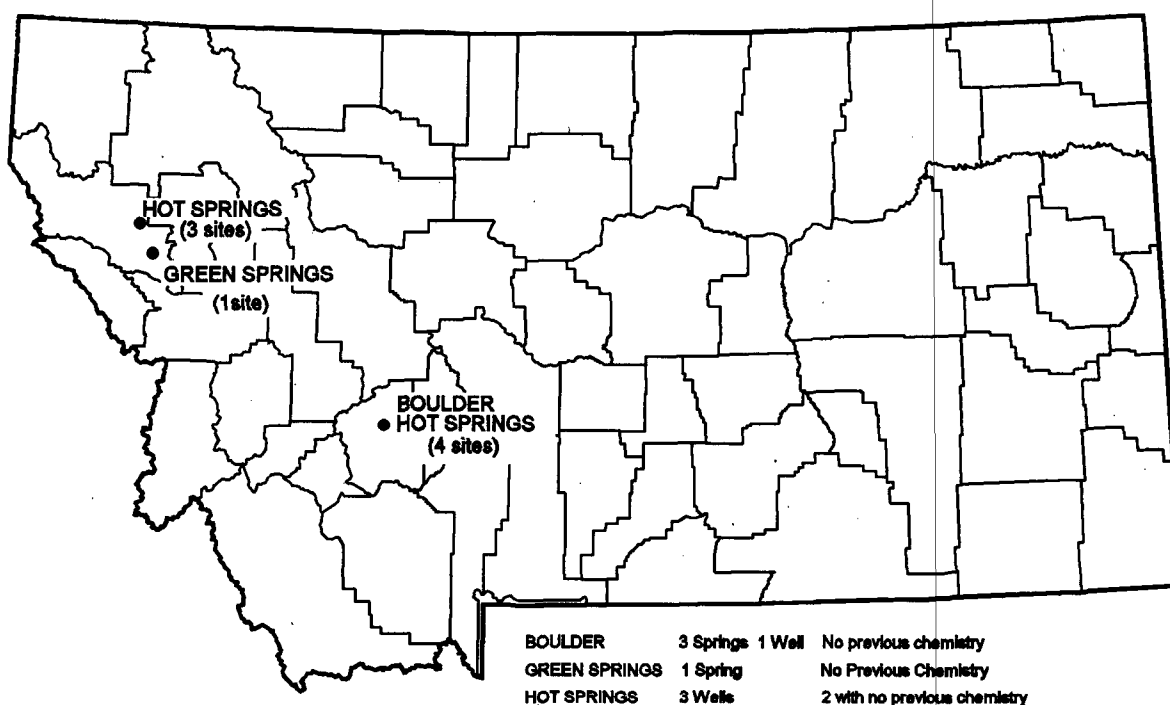 HOT SPRINGS
(3 sites)
GREEN SPRINGS
(1site)
BOULDER
HOT SPRINGS
(4 sites)
BOULDER 3 Springs 1 Well No previous chemistry
GREEN SPRINGS 1 Spring No Previous Chemistry
HOT SPRINGS 3 Wells 2 with no previous chemistry